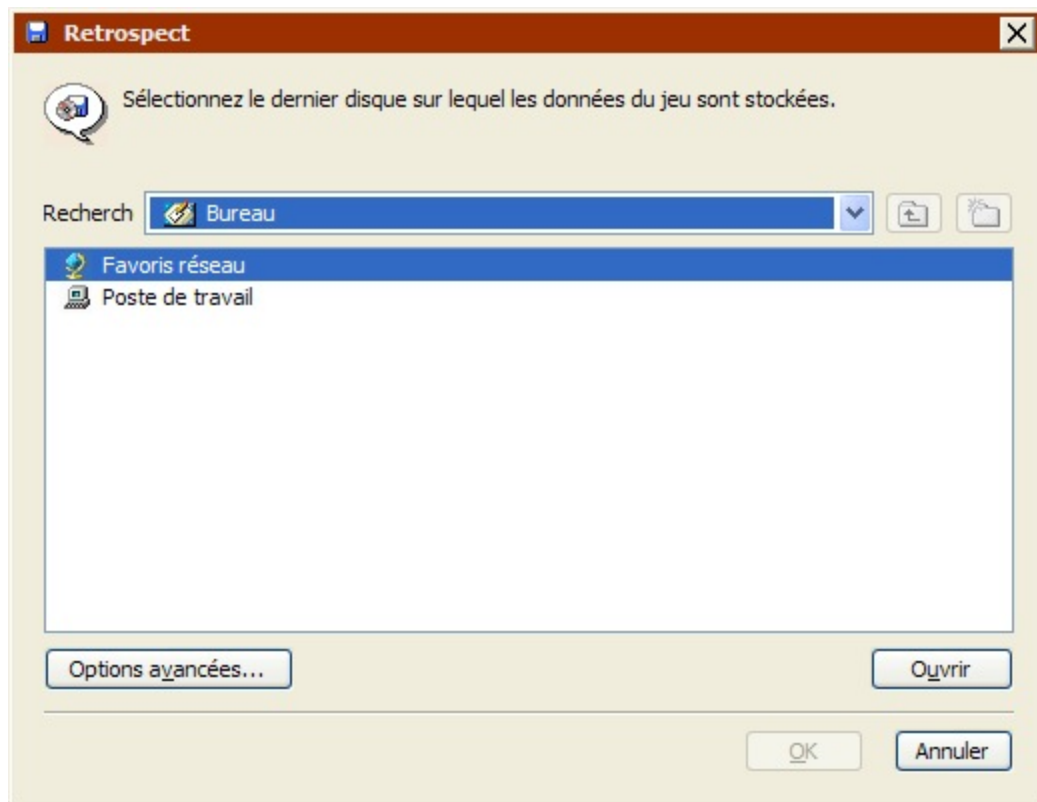 Retrospect
Sélectionnez le dernier disque sur lequel les données du jeu sont stockées.
Recherch Bureau
Favoris réseau
Poste de travail
Options avancées... Ouvrir
OK Annuler